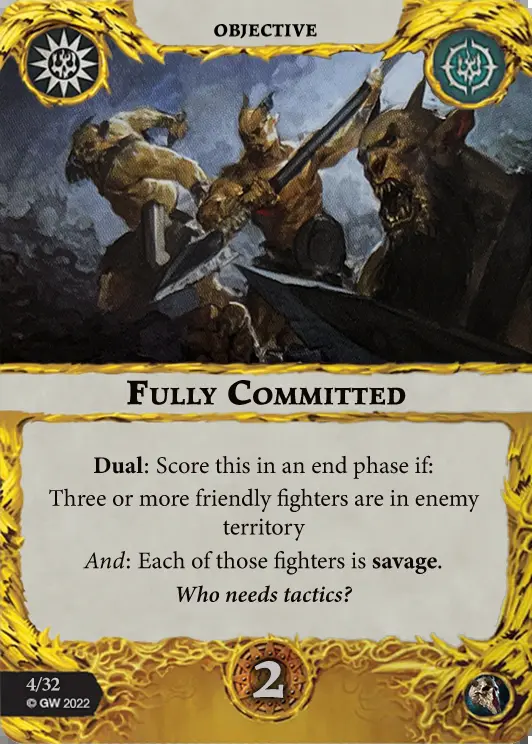 OBJECTIVE
FULLY COMMITTED
Dual: Score this in an end phase if:
Three or more friendly fighters are in enemy
territory
And: Each of those fighters is savage.
Who needs tactics?
4/32
© GW 2022
2